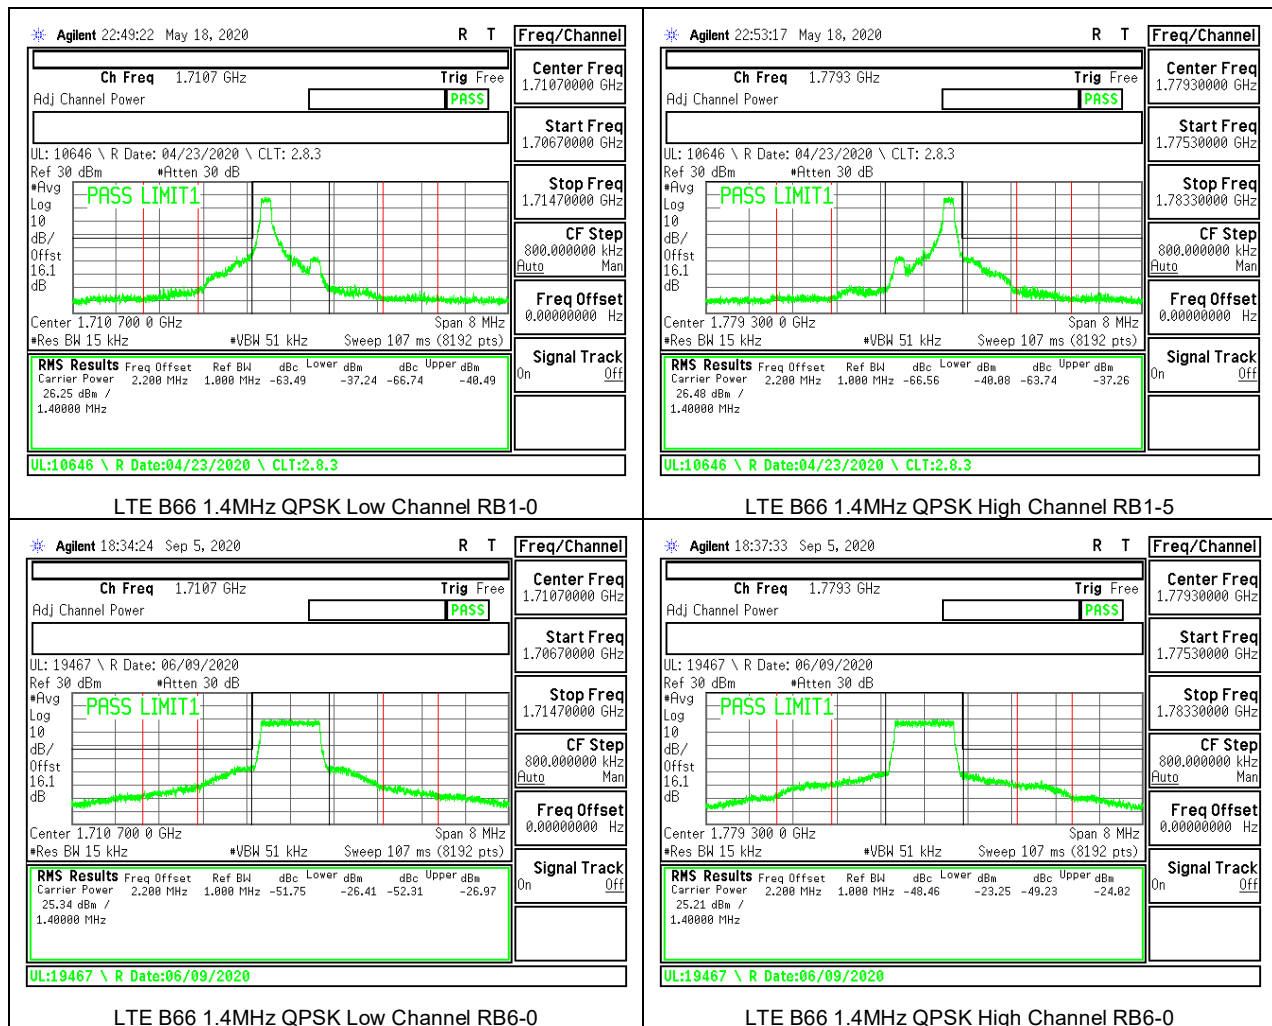 Agilent 22:49:22 May 18, 2020 R T
Freq/Channel
Ch Freq 1.7107 GHz Trig Free
Adj Channel Power PASS
UL: 10646 \ R Date: 04/23/2020 \ CLT: 2.8.3
Ref 30 dBm #Atten 30 dB
#Avg
Log
10
dB/
Offst
16.1
dB
PASS LIMIT1
Center 1.710 700 0 GHz Span 8 MHz
#Res BW 15 kHz #VBW 51 kHz Sweep 107 ms (8192 pts)
RMS Results Freq Offset Ref BW dBc Lower dBm dBc Upper dBm
Carrier Power 2.200 MHz 1.000 MHz -63.49 -37.24 -66.74 -40.49
26.25 dBm /
1.40000 MHz
UL:10646 \ R Date:04/23/2020 \ CLT:2.8.3
Center Freq
1.71070000 GHz
Start Freq
1.70670000 GHz
Stop Freq
1.71470000 GHz
CF Step
800.000000 kHz
Auto Man
Freq Offset
0.00000000 Hz
Signal Track
On Off
LTE B66 1.4MHz QPSK Low Channel RB1-0
Agilent 22:53:17 May 18, 2020 R T
Freq/Channel
Ch Freq 1.7793 GHz Trig Free
Adj Channel Power PASS
UL: 10646 \ R Date: 04/23/2020 \ CLT: 2.8.3
Ref 30 dBm #Atten 30 dB
#Avg
Log
10
dB/
Offst
16.1
dB
PASS LIMIT1
Center 1.779 300 0 GHz Span 8 MHz
#Res BW 15 kHz #VBW 51 kHz Sweep 107 ms (8192 pts)
RMS Results Freq Offset Ref BW dBc Lower dBm dBc Upper dBm
Carrier Power 2.200 MHz 1.000 MHz -66.56 -40.08 -63.74 -37.26
26.48 dBm /
1.40000 MHz
UL:10646 \ R Date:04/23/2020 \ CLT:2.8.3
Center Freq
1.77930000 GHz
Start Freq
1.77530000 GHz
Stop Freq
1.78330000 GHz
CF Step
800.000000 kHz
Auto Man
Freq Offset
0.00000000 Hz
Signal Track
On Off
LTE B66 1.4MHz QPSK High Channel RB1-5
Agilent 18:34:24 Sep 5, 2020 R T
Freq/Channel
Ch Freq 1.7107 GHz Trig Free
Adj Channel Power PASS
UL: 19467 \ R Date: 06/09/2020
Ref 30 dBm #Atten 30 dB
#Avg
Log
10
dB/
Offst
16.1
dB
PASS LIMIT1
Center 1.710 700 0 GHz Span 8 MHz
#Res BW 15 kHz #VBW 51 kHz Sweep 107 ms (8192 pts)
RMS Results Freq Offset Ref BW dBc Lower dBm dBc Upper dBm
Carrier Power 2.200 MHz 1.000 MHz -51.75 -26.41 -52.31 -26.97
25.34 dBm /
1.40000 MHz
UL:19467 \ R Date:06/09/2020
Center Freq
1.71070000 GHz
Start Freq
1.70670000 GHz
Stop Freq
1.71470000 GHz
CF Step
800.000000 kHz
Auto Man
Freq Offset
0.00000000 Hz
Signal Track
On Off
LTE B66 1.4MHz QPSK Low Channel RB6-0
Agilent 18:37:33 Sep 5, 2020 R T
Freq/Channel
Ch Freq 1.7793 GHz Trig Free
Adj Channel Power PASS
UL: 19467 \ R Date: 06/09/2020
Ref 30 dBm #Atten 30 dB
#Avg
Log
10
dB/
Offst
16.1
dB
PASS LIMIT1
Center 1.779 300 0 GHz Span 8 MHz
#Res BW 15 kHz #VBW 51 kHz Sweep 107 ms (8192 pts)
RMS Results Freq Offset Ref BW dBc Lower dBm dBc Upper dBm
Carrier Power 2.200 MHz 1.000 MHz -48.46 -23.25 -49.23 -24.02
25.21 dBm /
1.40000 MHz
UL:19467 \ R Date:06/09/2020
Center Freq
1.77930000 GHz
Start Freq
1.77530000 GHz
Stop Freq
1.78330000 GHz
CF Step
800.000000 kHz
Auto Man
Freq Offset
0.00000000 Hz
Signal Track
On Off
LTE B66 1.4MHz QPSK High Channel RB6-0